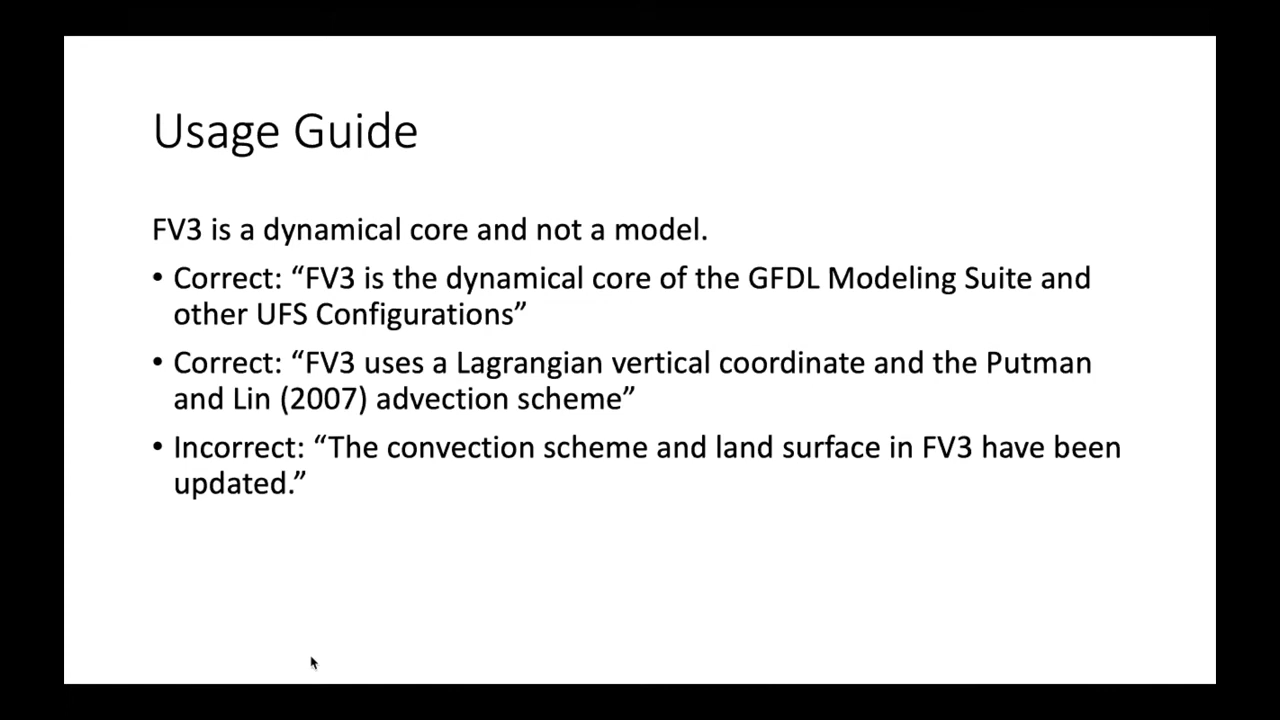 Usage Guide
FV3 is a dynamical core and not a model.
• Correct: “FV3 is the dynamical core of the GFDL Modeling Suite and
other UFS Configurations”
• Correct: “FV3 uses a Lagrangian vertical coordinate and the Putman
and Lin (2007) advection scheme”
• Incorrect: “The convection scheme and land surface in FV3 have been
updated.”